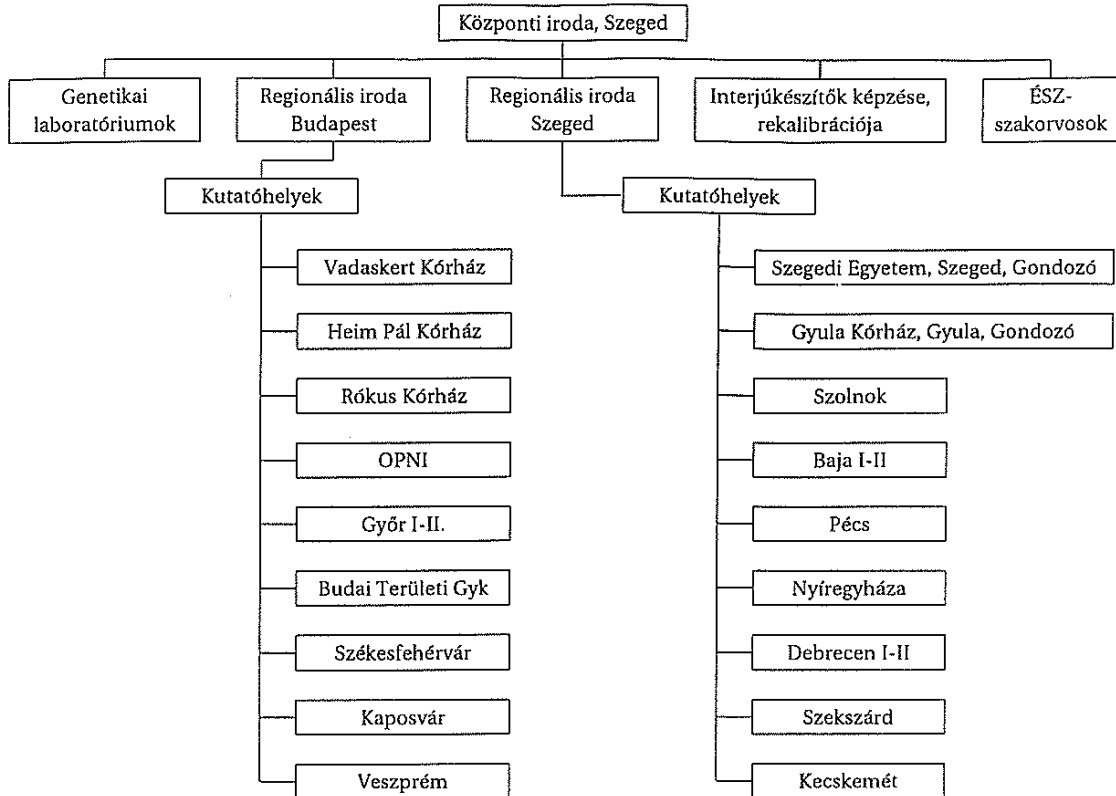 Központi iroda, Szeged
Genetikai
laboratóriumok
Regionális iroda
Budapest
Regionális iroda
Szeged
Interjúkészítők képzése,
rekalibrációja
ÉSZ-
szakorvosok
Kutatóhelyek
Vadaskert Kórház
Heim Pál Kórház
Rókus Kórház
OPNI
Győr I-II.
Budai Területi Gyk
Székesfehérvár
Kaposvár
Veszprém
Kutatóhelyek
Szegedi Egyetem, Szeged, Gondozó
Gyula Kórház, Gyula, Gondozó
Szolnok
Baja I-II
Pécs
Nyíregyháza
Debrecen I-II
Szekszárd
Kecskemét